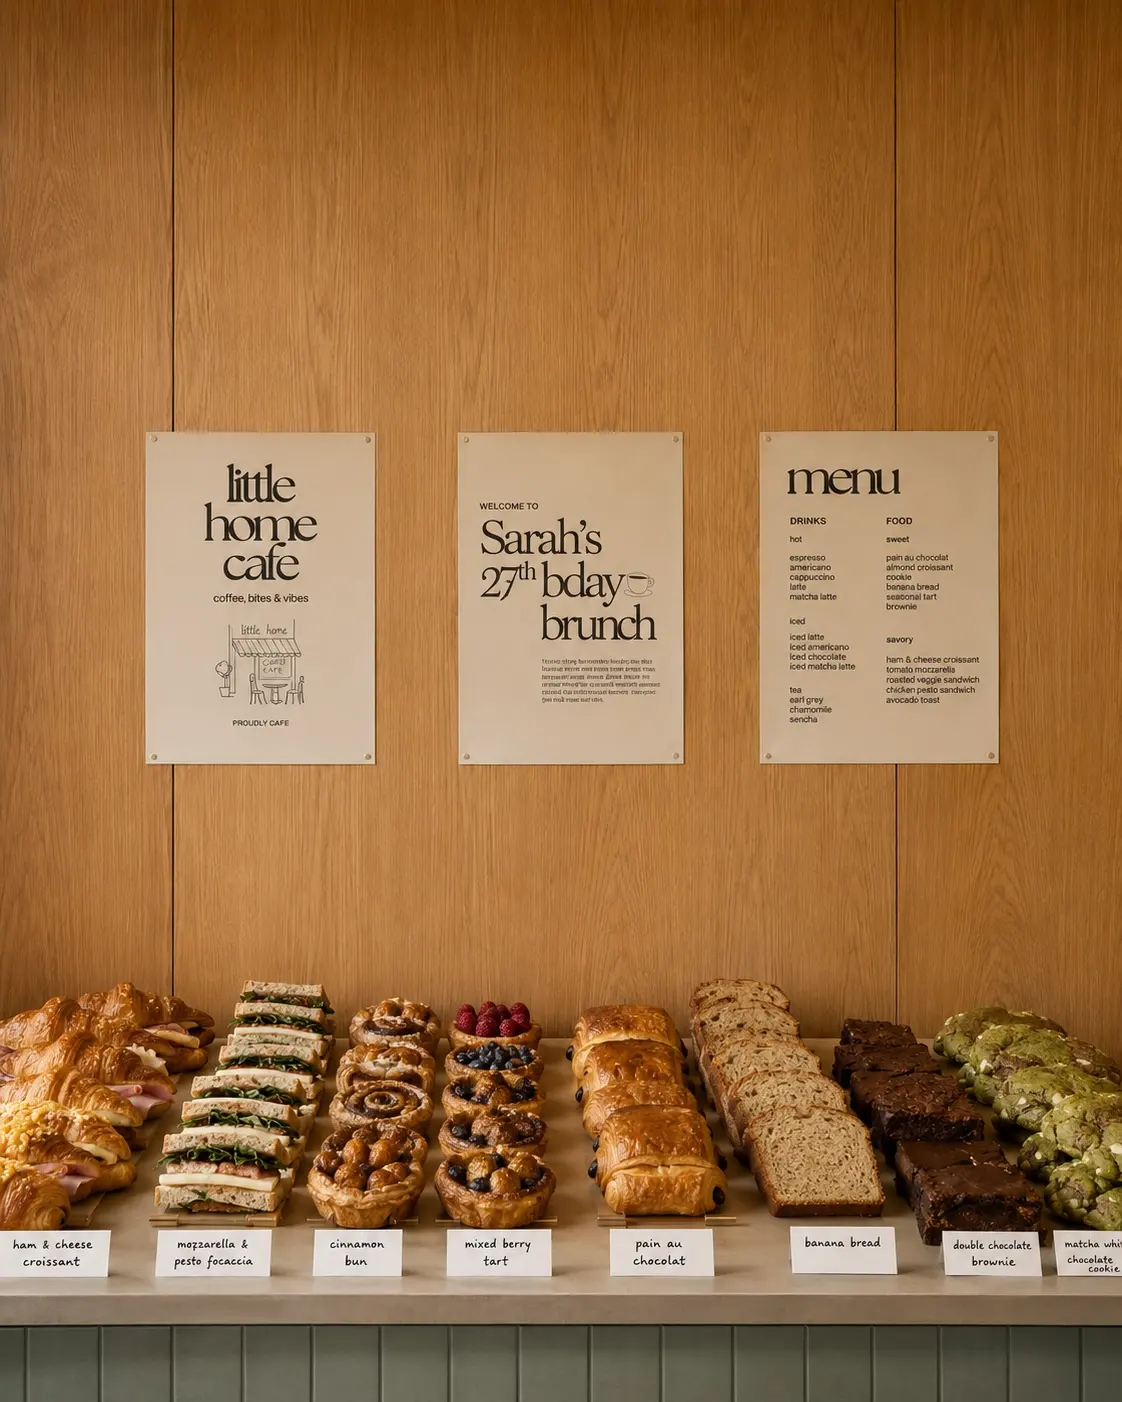 little
home
cafe
coffee, bites & vibes
little home
PROUDLY CAFE
WELCOME TO
Sarah's
27th bday
brunch
menu
DRINKS
hot
espresso
americano
cappuccino
latte
matcha latte
iced
iced latte
iced americano
iced chocolate
iced matcha latte
tea
earl grey
chamomile
sencha
FOOD
sweet
pain au chocolat
almond croissant
cookie
banana bread
seasonal tart
brownie
savory
ham & cheese croissant
tomato mozzarella
roasted veggie sandwich
chicken pesto sandwich
avocado toast
ham & cheese
croissant
mozzarella &
pesto focaccia
cinnamon
bun
mixed berry
tart
pain au
chocolat
banana bread
double chocolate
brownie
matcha whi
chocolate
cookie